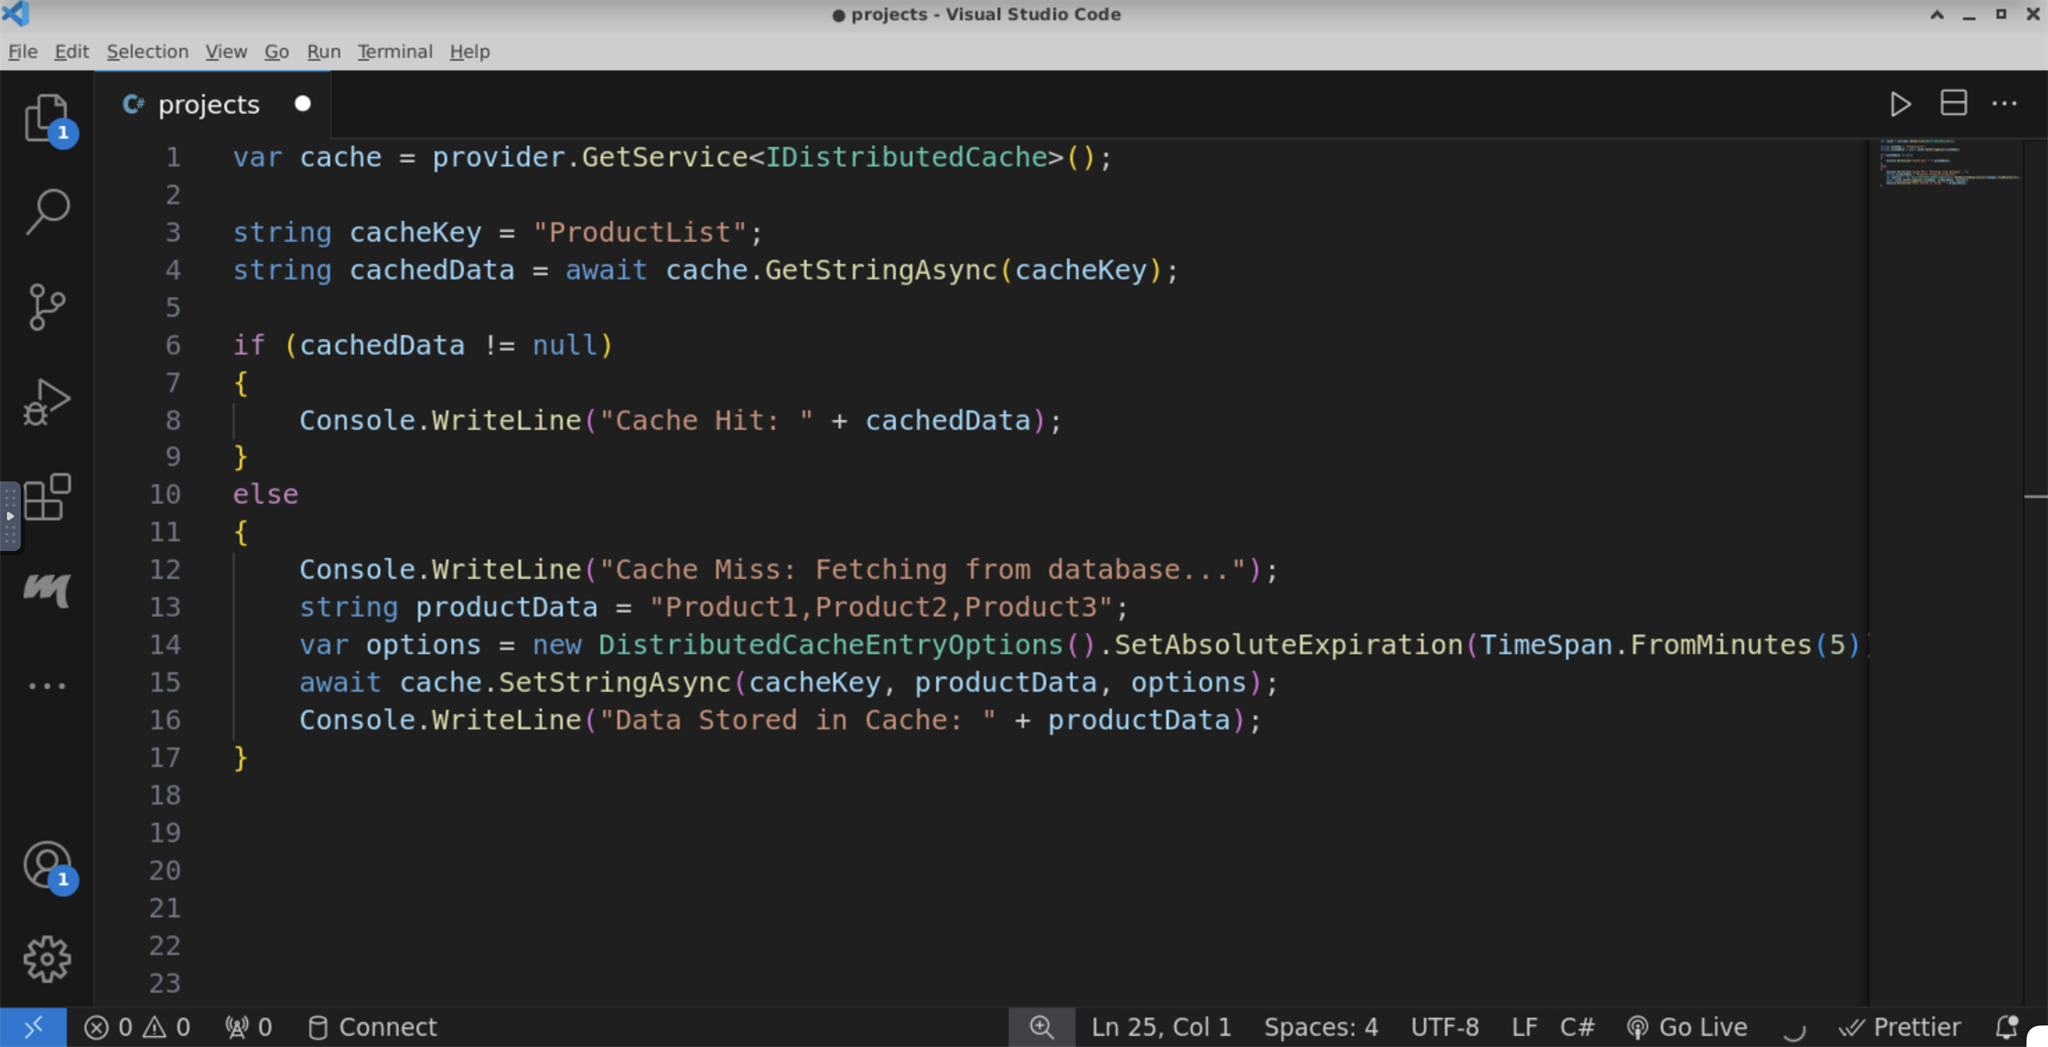 ● projects - Visual Studio Code
File Edit Selection View Go Run Terminal Help
C# projects ●
1 var cache = provider.GetService<IDistributedCache>();
2
3 string cacheKey = "ProductList";
4 string cachedData = await cache.GetStringAsync(cacheKey);
5
6 if (cachedData != null)
7 {
8     Console.WriteLine("Cache Hit: " + cachedData);
9 }
10 else
11 {
12     Console.WriteLine("Cache Miss: Fetching from database...");
13     string productData = "Product1,Product2,Product3";
14     var options = new DistributedCacheEntryOptions().SetAbsoluteExpiration(TimeSpan.FromMinutes(5)
15     await cache.SetStringAsync(cacheKey, productData, options);
16     Console.WriteLine("Data Stored in Cache: " + productData);
17 }
18
19
20
21
22
23
1
1
0 0 0 Connect Ln 25, Col 1 Spaces: 4 UTF-8 LF C# Go Live Prettier